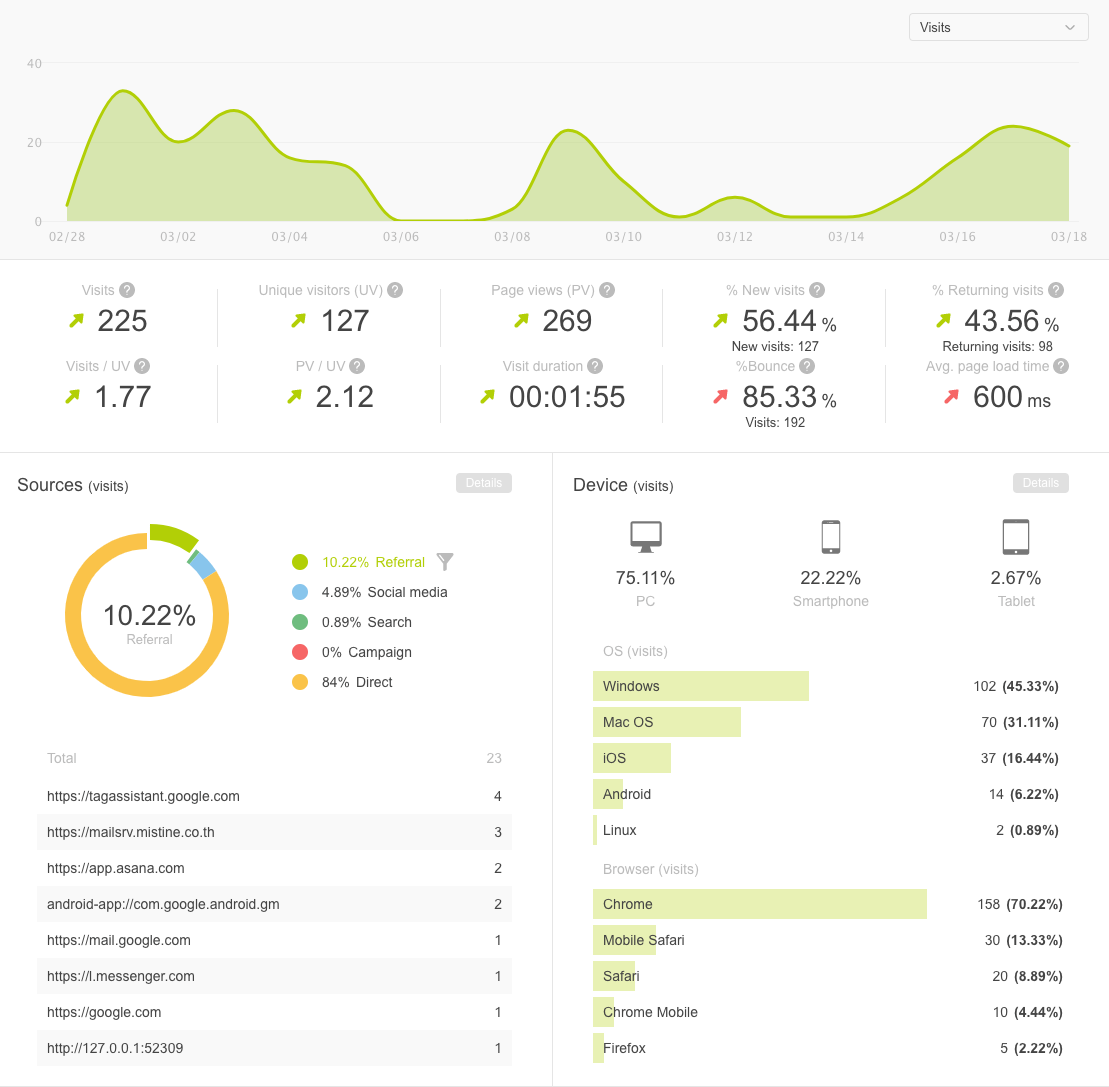 Visits
40
20
0
02/28 03/02 03/04 03/06 03/08 03/10 03/12 03/14 03/16 03/18
Visits ? Unique visitors (UV) ? Page views (PV) ? % New visits ? % Returning visits ?
225 127 269 56.44 % 43.56 %
New visits: 127 Returning visits: 98
Visits / UV ? PV / UV ? Visit duration ? %Bounce ? Avg. page load time ?
1.77 2.12 00:01:55 85.33 % 600 ms
Visits: 192
Sources (visits) Details
10.22%
Referral
10.22% Referral
4.89% Social media
0.89% Search
0% Campaign
84% Direct
Total 23
https://tagassistant.google.com 4
https://mailsrv.mistine.co.th 3
https://app.asana.com 2
android-app://com.google.android.gm 2
https://mail.google.com 1
https://l.messenger.com 1
https://google.com 1
http://127.0.0.1:52309 1
Device (visits) Details
75.11% 22.22% 2.67%
PC Smartphone Tablet
OS (visits)
Windows 102 (45.33%)
Mac OS 70 (31.11%)
iOS 37 (16.44%)
Android 14 (6.22%)
Linux 2 (0.89%)
Browser (visits)
Chrome 158 (70.22%)
Mobile Safari 30 (13.33%)
Safari 20 (8.89%)
Chrome Mobile 10 (4.44%)
Firefox 5 (2.22%)